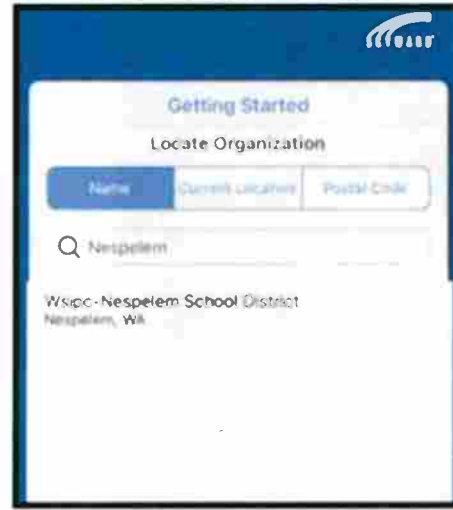 Getting Started
Locate Organization
Name Current Location Postal Code
Nespelem
Wsipc-Nespelem School District
Nespelem, WA